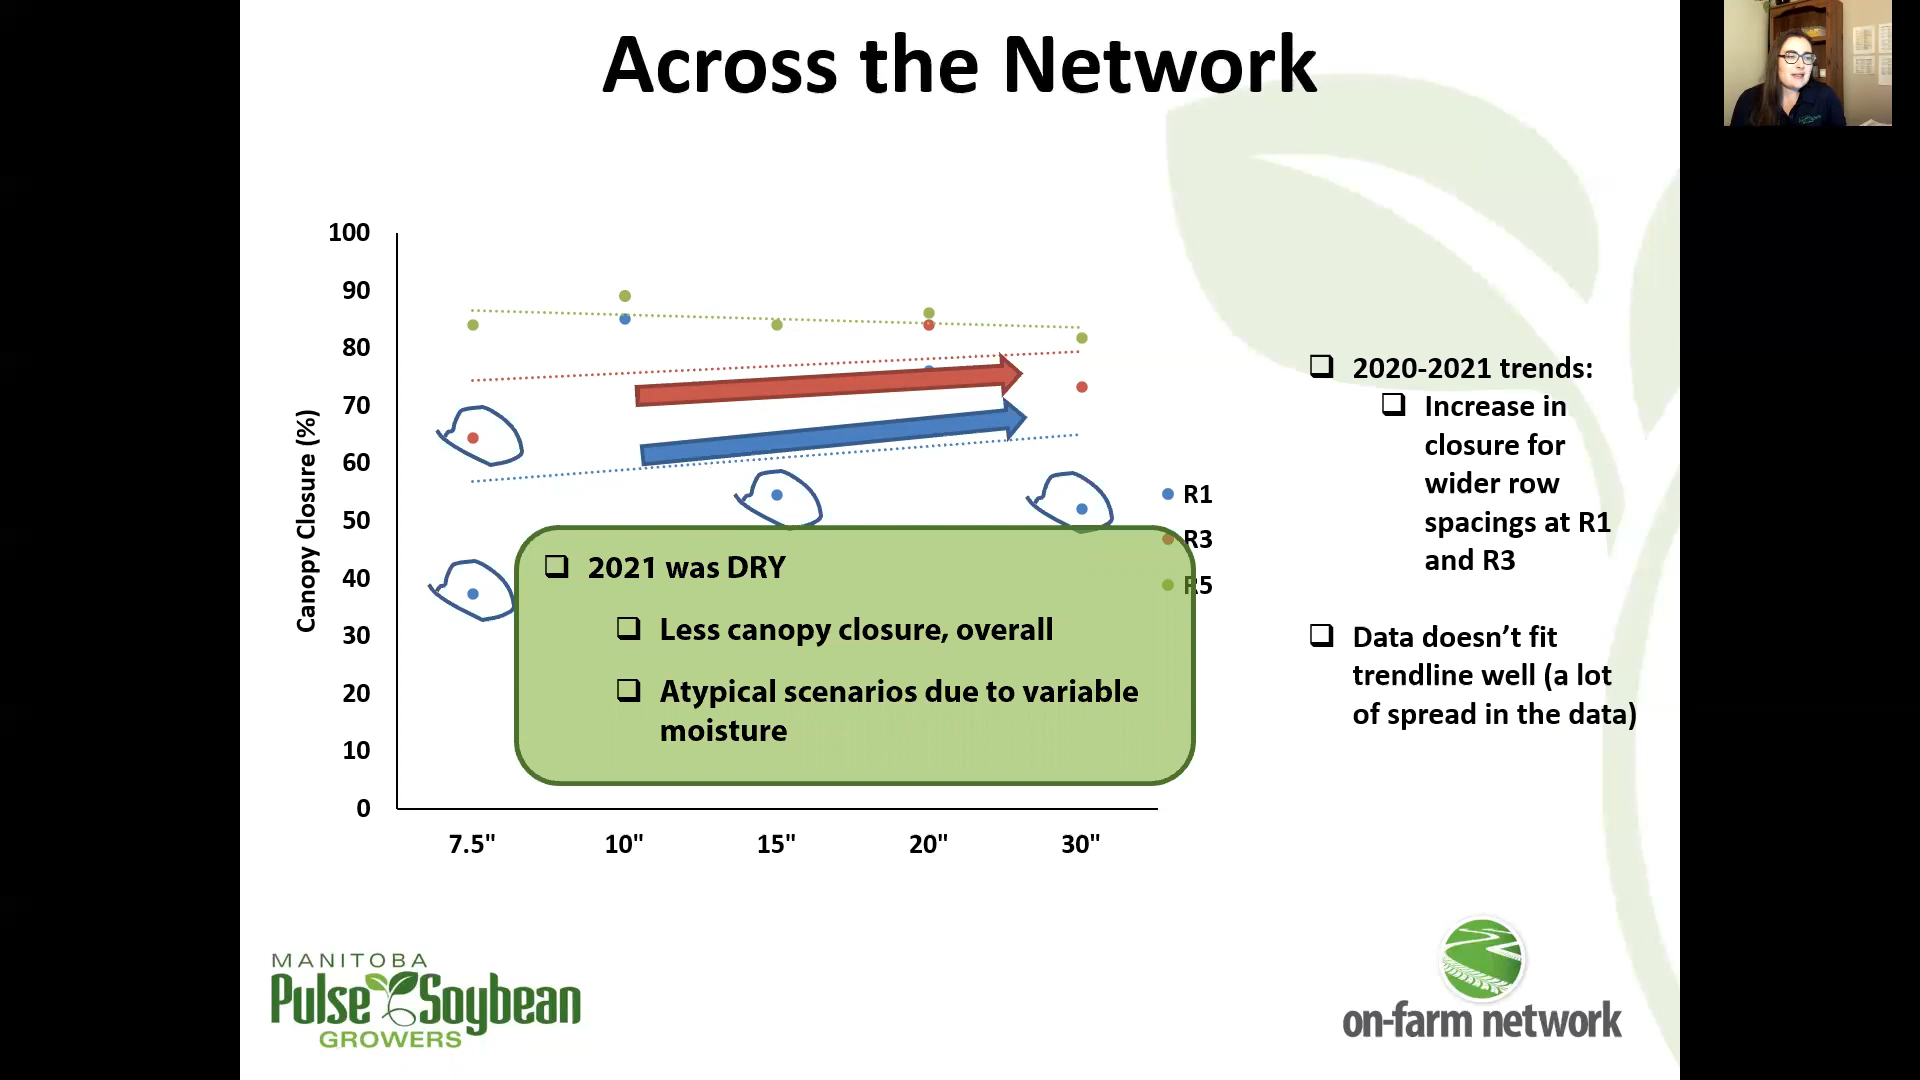 Across the Network
100
90
80
70
60
50
40
30
20
10
0
Canopy Closure (%)
7.5"
10"
15"
20"
30"
R1
R3
R5
❑ 2021 was DRY
❑ Less canopy closure, overall
❑ Atypical scenarios due to variable
moisture
❑ 2020-2021 trends:
❑ Increase in
closure for
wider row
spacings at R1
and R3
❑ Data doesn’t fit
trendline well (a lot
of spread in the data)
MANITOBA
Pulse Soybean
GROWERS
on-farm network